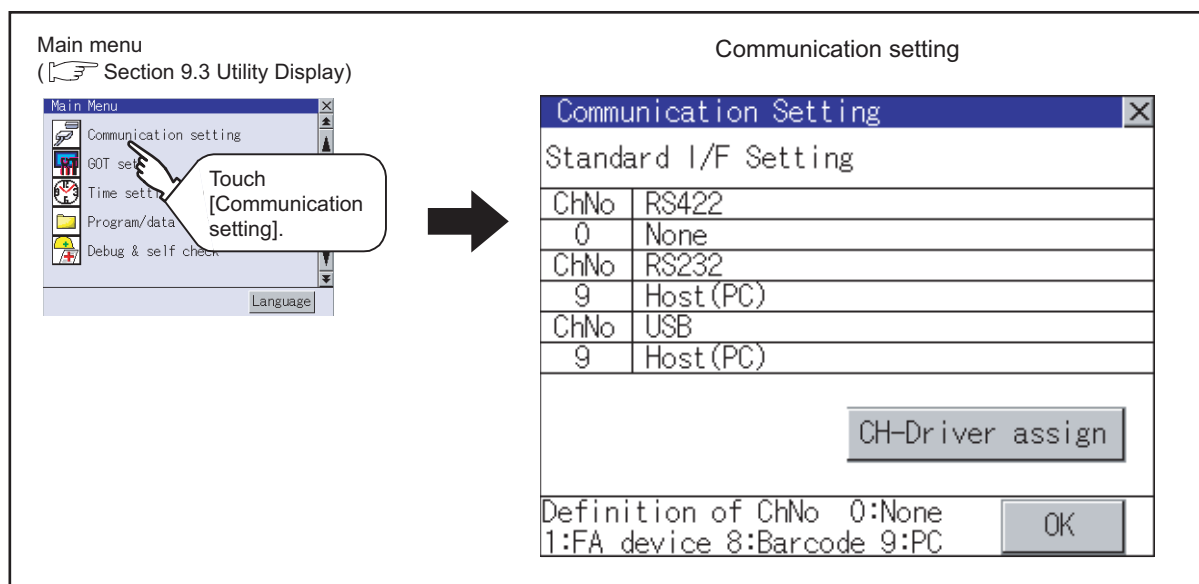 Main menu
( Section 9.3 Utility Display)
Main Menu
Communication setting
GOT set
Time setti
Program/data
Debug & self check
Language
Touch
[Communication
setting].
Communication setting
Communication Setting
Standard I/F Setting
ChNo RS422
0 None
ChNo RS232
9 Host(PC)
ChNo USB
9 Host(PC)
CH-Driver assign
Definition of ChNo 0:None
1:FA device 8:Barcode 9:PC
OK